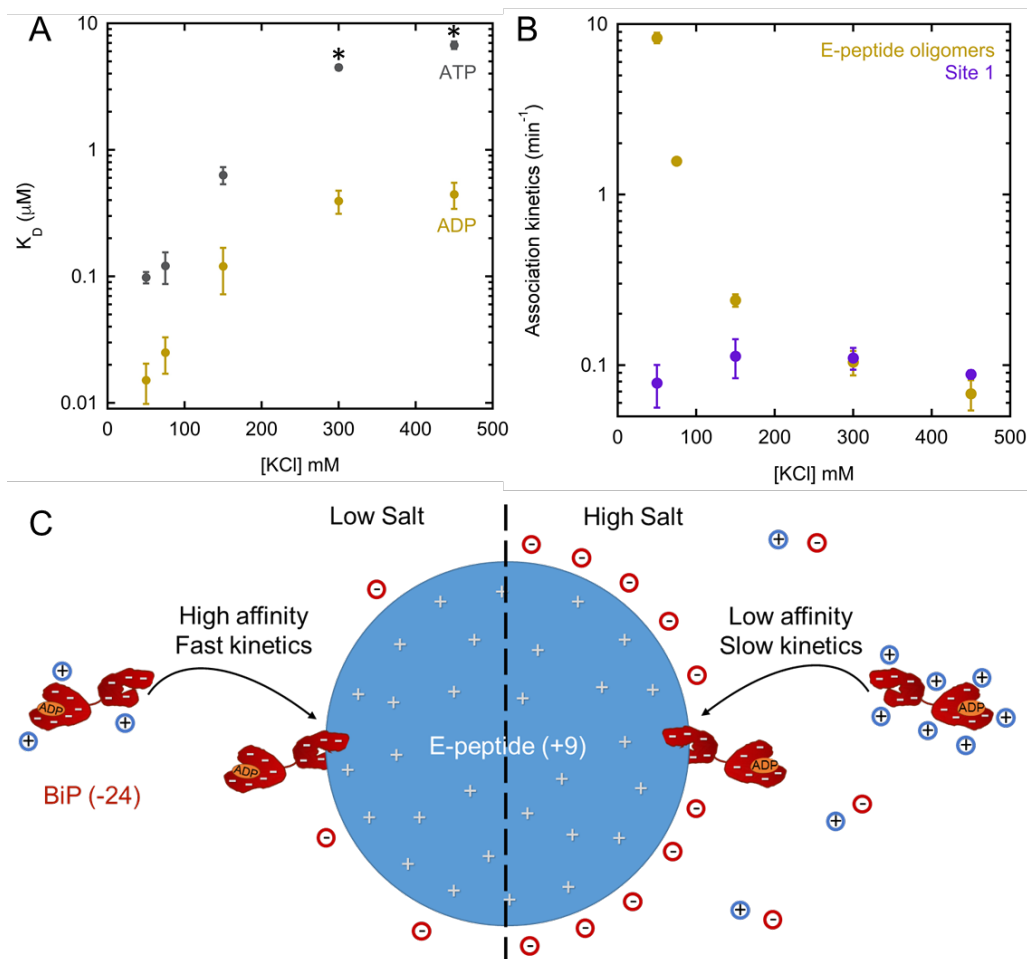 A
10
1
0.1
0.01
K_D (μM)
* *
ATP
ADP
0 100 200 300 400 500
[KCl] mM
B
10
1
0.1
Association kinetics (min⁻¹)
E-peptide oligomers
Site 1
0 100 200 300 400 500
[KCl] mM
C
Low Salt
High Salt
High affinity
Fast kinetics
Low affinity
Slow kinetics
ADP
ADP
BiP (-24)
E-peptide (+9)
ADP
ADP